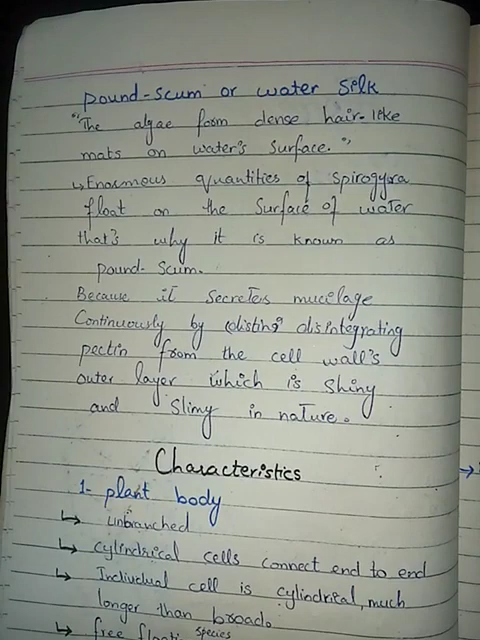 pound-scum or water silk
"The algae form dense hair-like
mats on water's surface."
↳ Enormous quantities of spirogyra
float on the surface of water
that's why it is known as
pound-scum.
Because it secretes mucilage
Continuously by disintegrating
pectin from the cell wall's
outer layer which is shiny
and slimy in nature.
Characteristics
1- plant body
↳ unbranched
↳ cylindrical cells connect end to end
↳ Individual cell is cylindrical, much
longer than broad.
↳ free species